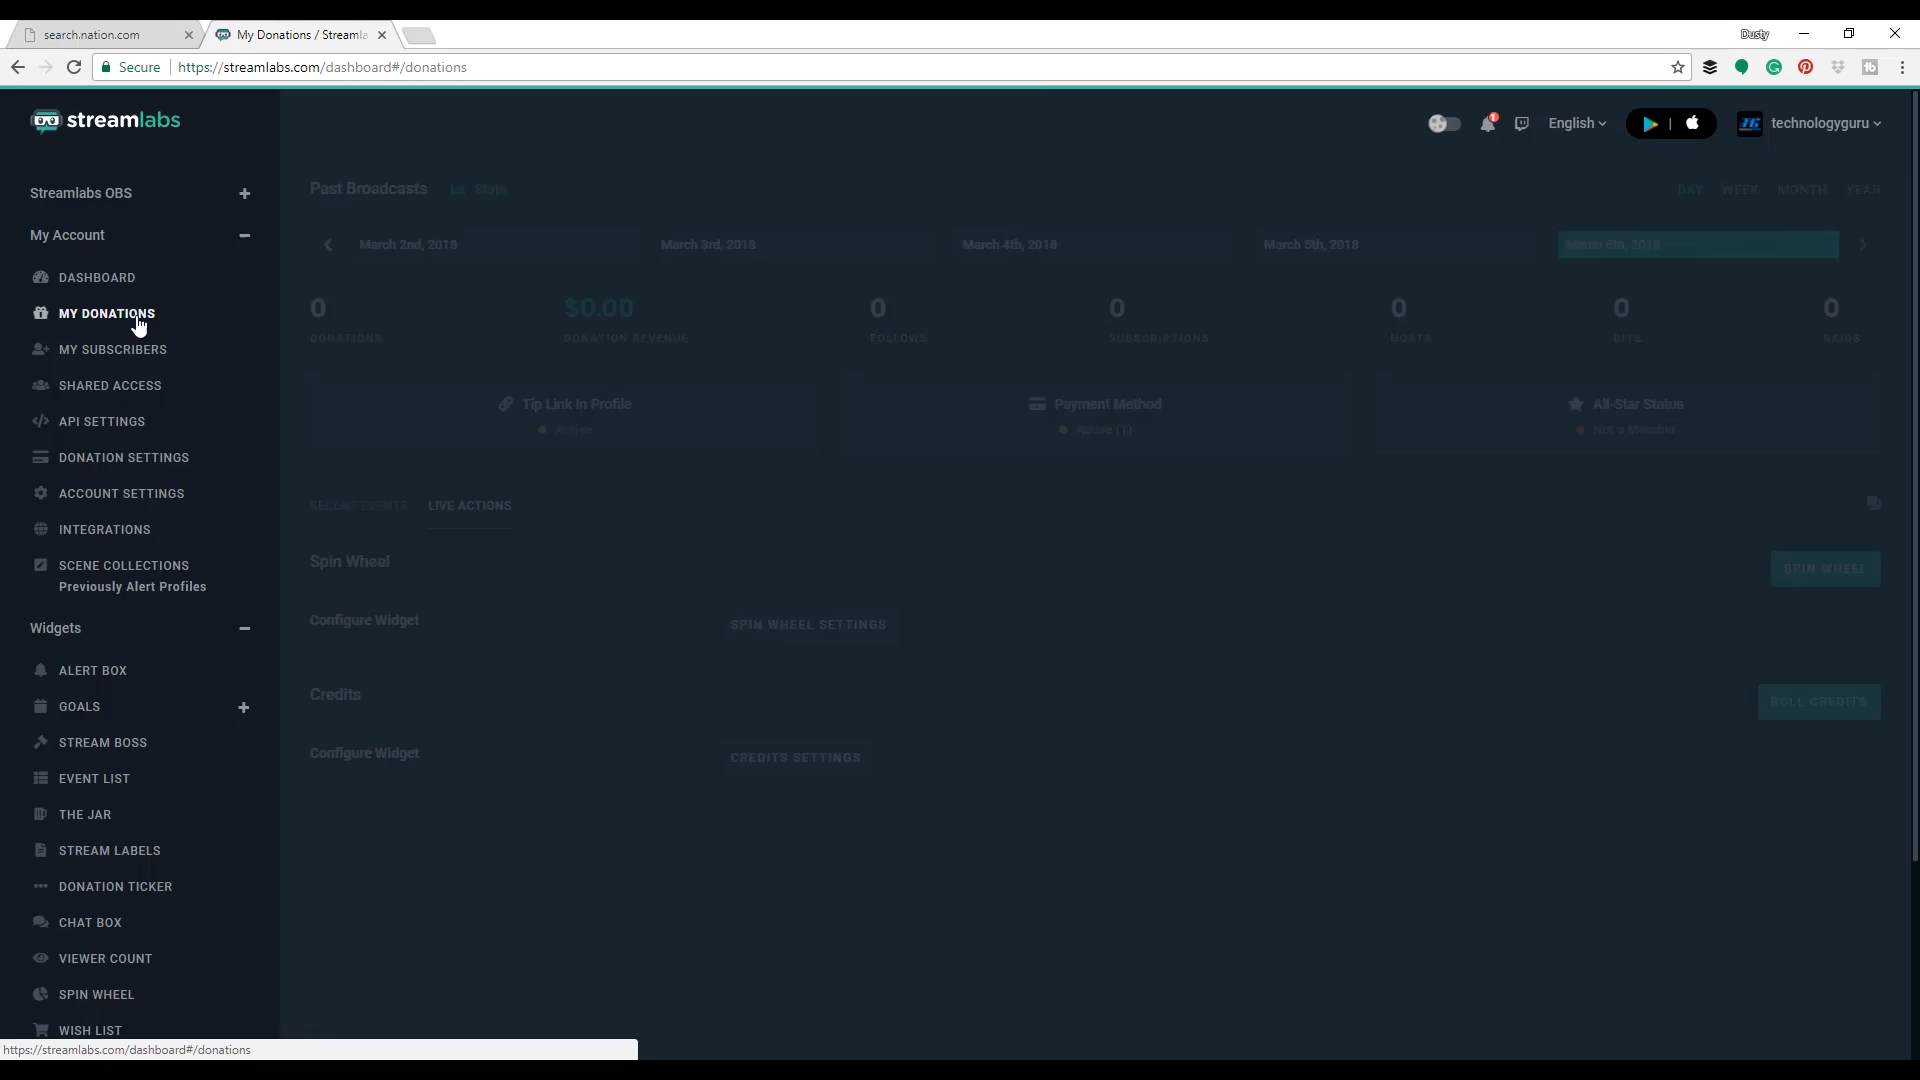 search.nation.com
My Donations / Streamla
Dusty
Secure
https://streamlabs.com/dashboard#/donations
streamlabs
1
English
technologyguru
Streamlabs OBS
My Account
DASHBOARD
MY DONATIONS
MY SUBSCRIBERS
SHARED ACCESS
API SETTINGS
DONATION SETTINGS
ACCOUNT SETTINGS
INTEGRATIONS
SCENE COLLECTIONS
Previously Alert Profiles
Widgets
ALERT BOX
GOALS
STREAM BOSS
EVENT LIST
THE JAR
STREAM LABELS
DONATION TICKER
CHAT BOX
VIEWER COUNT
SPIN WHEEL
WISH LIST
Past Broadcasts Stats
DAY WEEK MONTH YEAR
March 2nd, 2018 March 3rd, 2018 March 4th, 2018 March 5th, 2018 March 6th, 2018
0 $0.00 0 0 0 0 0
DONATIONS DONATION REVENUE FOLLOWS SUBSCRIPTIONS HOSTS BITS RAIDS
Tip Link In Profile
Active
Payment Method
Active (1)
All-Star Status
Not a Member
RECENT EVENTS LIVE ACTIONS
Spin Wheel
SPIN WHEEL
Configure Widget
SPIN WHEEL SETTINGS
Credits
ROLL CREDITS
Configure Widget
CREDITS SETTINGS
https://streamlabs.com/dashboard#/donations